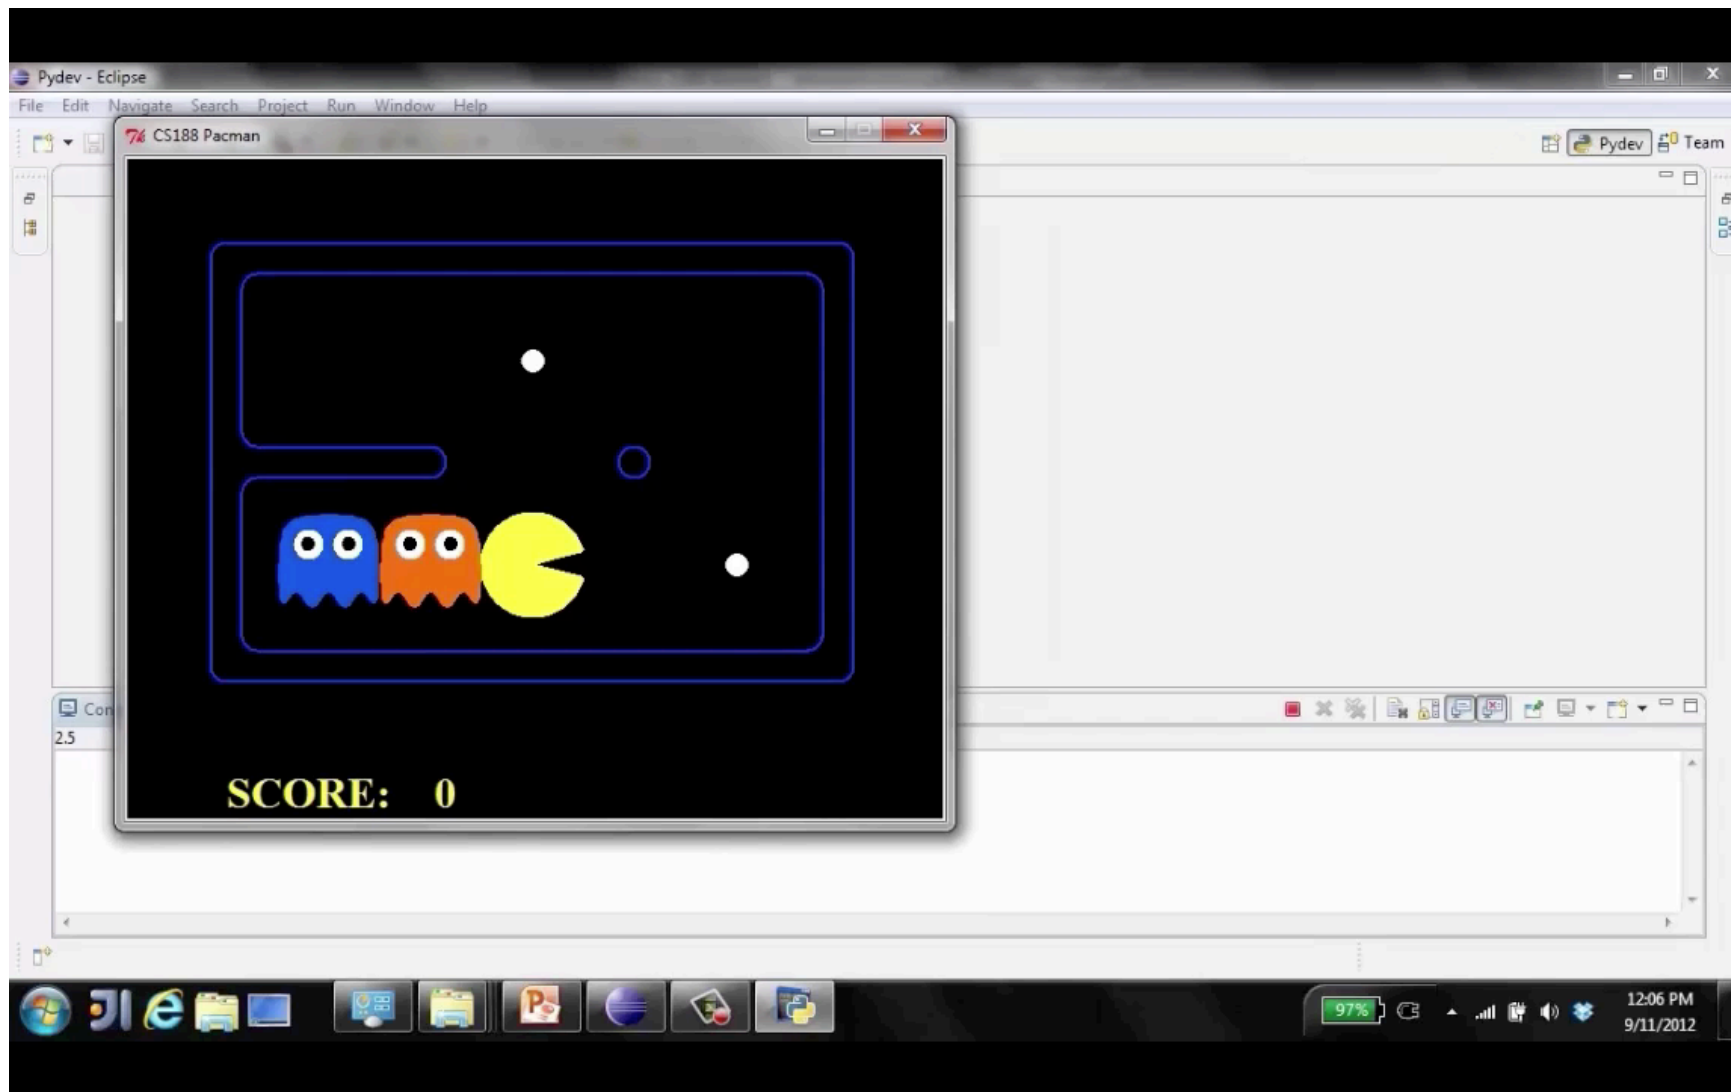 Pydev - Eclipse
File Edit Navigate Search Project Run Window Help
CS188 Pacman
Pydev Team
Con
2.5
SCORE: 0
97%
12:06 PM
9/11/2012